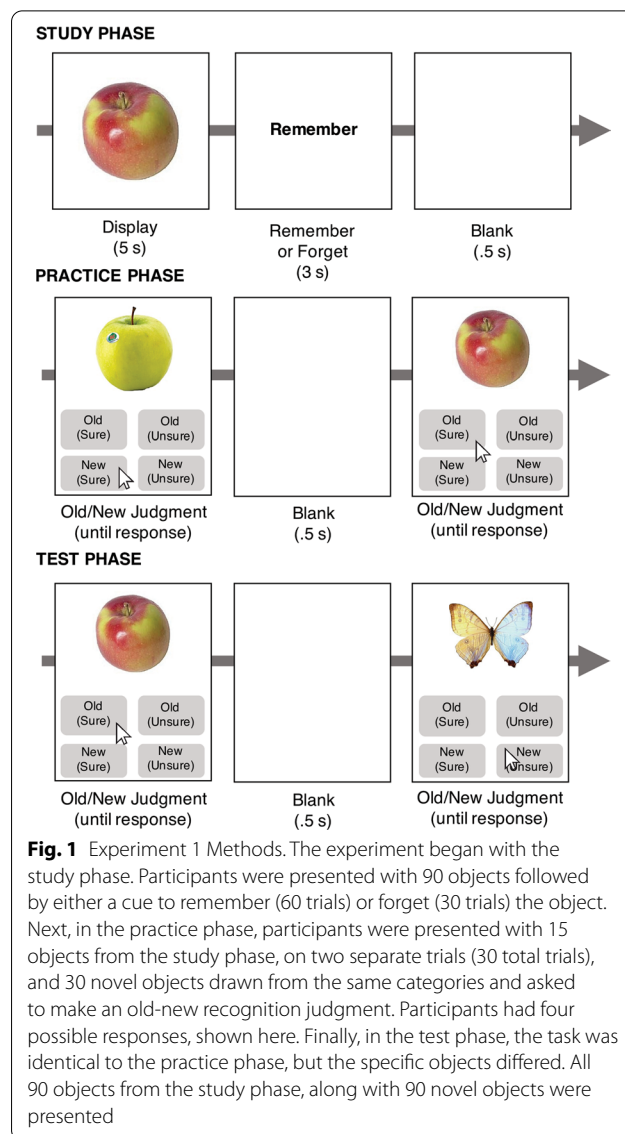 STUDY PHASE
Remember
Display
(5 s)
Remember
or Forget
(3 s)
Blank
(.5 s)
PRACTICE PHASE
Old
(Sure)
Old
(Unsure)
New
(Sure)
New
(Unsure)
Old
(Sure)
Old
(Unsure)
New
(Sure)
New
(Unsure)
Old/New Judgment
(until response)
Blank
(.5 s)
Old/New Judgment
(until response)
TEST PHASE
Old
(Sure)
Old
(Unsure)
New
(Sure)
New
(Unsure)
Old
(Sure)
Old
(Unsure)
New
(Sure)
New
(Unsure)
Old/New Judgment
(until response)
Blank
(.5 s)
Old/New Judgment
(until response)
Fig. 1 Experiment 1 Methods. The experiment began with the
study phase. Participants were presented with 90 objects followed
by either a cue to remember (60 trials) or forget (30 trials) the object.
Next, in the practice phase, participants were presented with 15
objects from the study phase, on two separate trials (30 total trials),
and 30 novel objects drawn from the same categories and asked
to make an old-new recognition judgment. Participants had four
possible responses, shown here. Finally, in the test phase, the task was
identical to the practice phase, but the specific objects differed. All
90 objects from the study phase, along with 90 novel objects were
presented